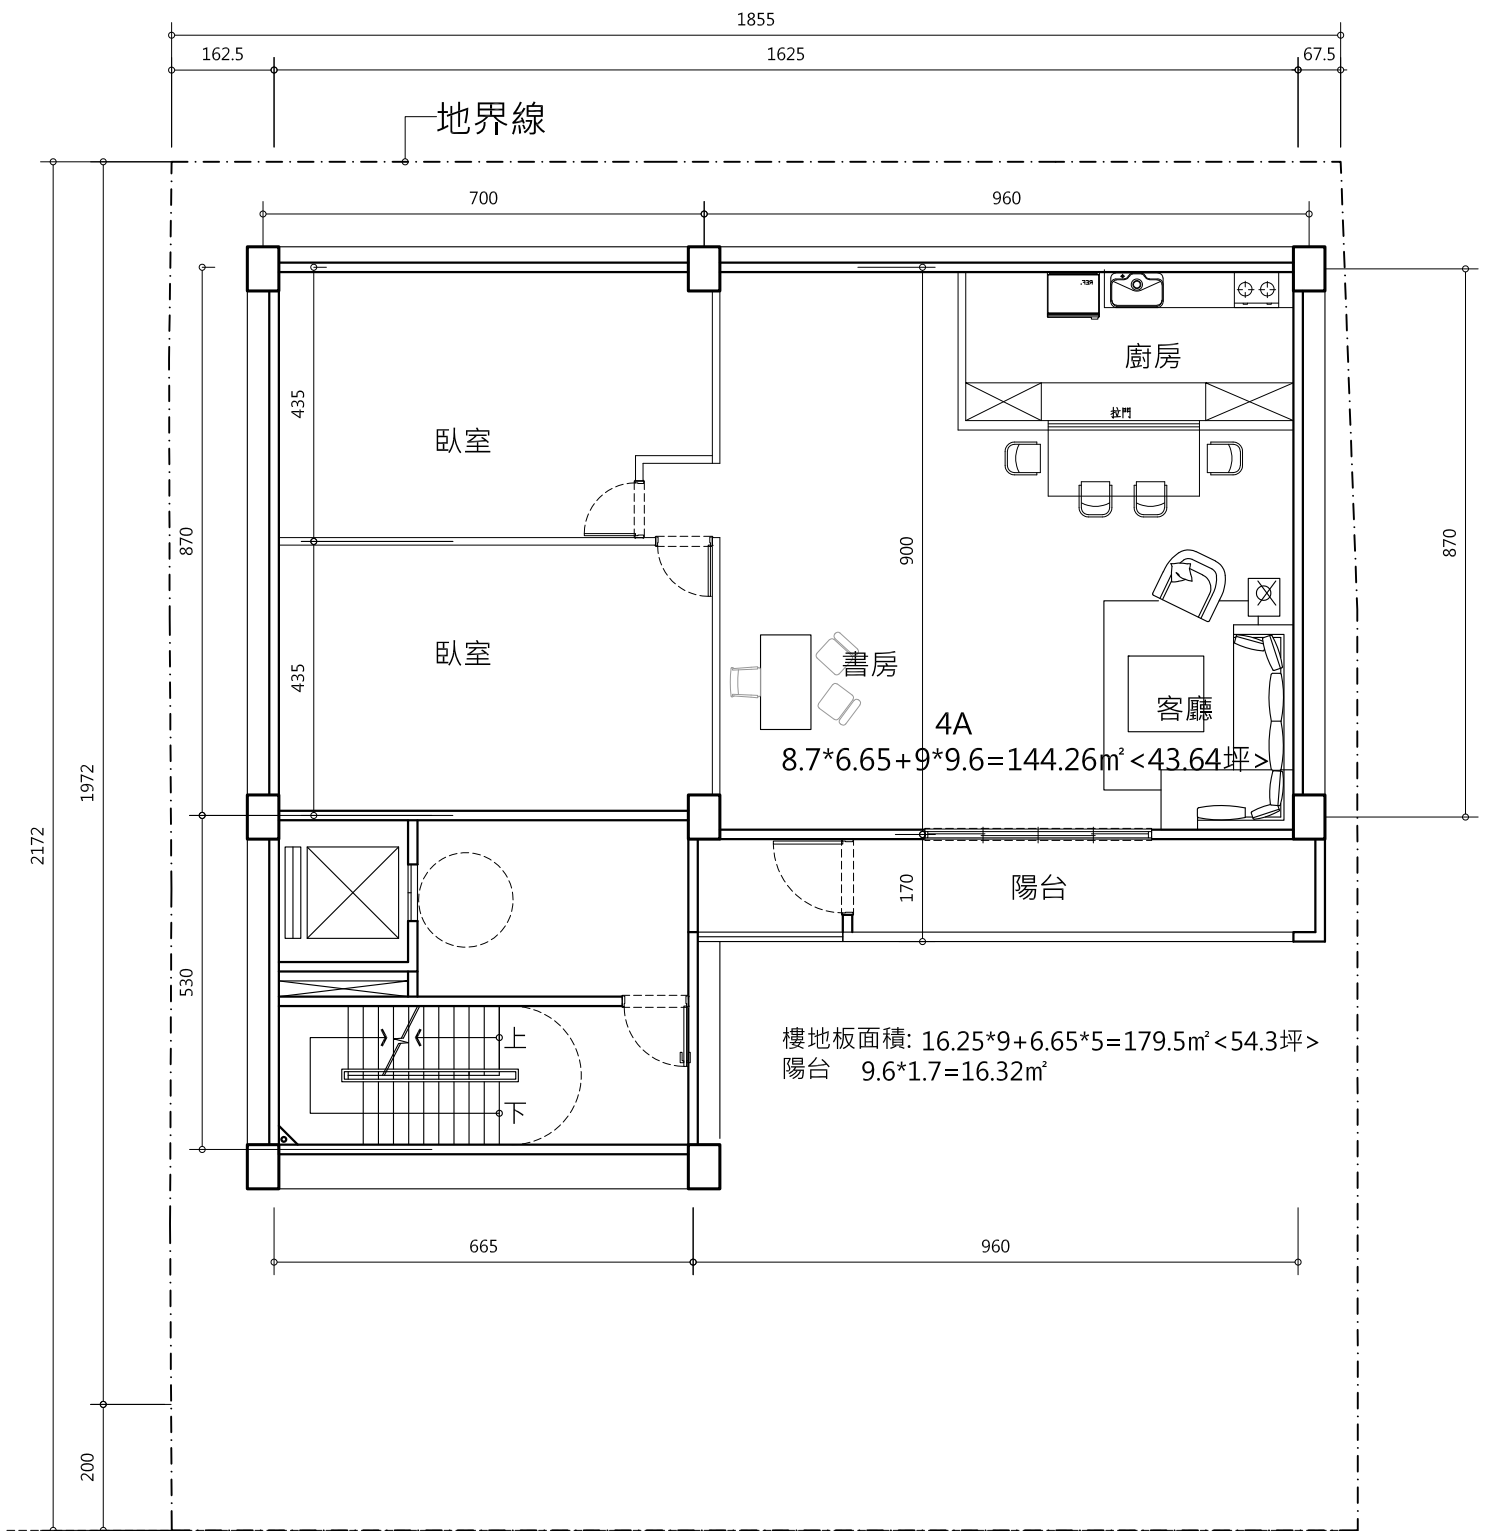 1855
162.5
1625
67.5
地界線
700
960
REF.
廚房
435
拉門
臥室
870
900
870
臥室
435
書房
客廳
4A
8.7*6.65+9*9.6=144.26㎡<43.64坪>
1972
2172
170
陽台
530
上
樓地板面積: 16.25*9+6.65*5=179.5㎡<54.3坪>
陽台 9.6*1.7=16.32㎡
下
665
960
200